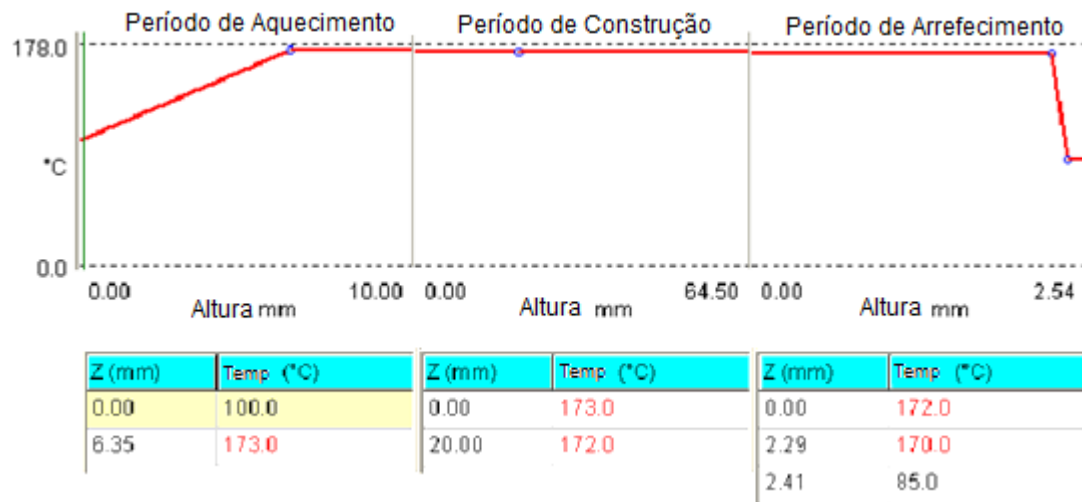 Período de Aquecimento Período de Construção Período de Arrefecimento
178.0
°C
0.0
0.00 10.00 0.00 64.50 0.00 2.54
Altura mm Altura mm Altura mm
Z (mm) Temp (°C) Z (mm) Temp (°C) Z (mm) Temp (°C)
0.00 100.0 0.00 173.0 0.00 172.0
6.35 173.0 20.00 172.0 2.29 170.0
2.41 85.0